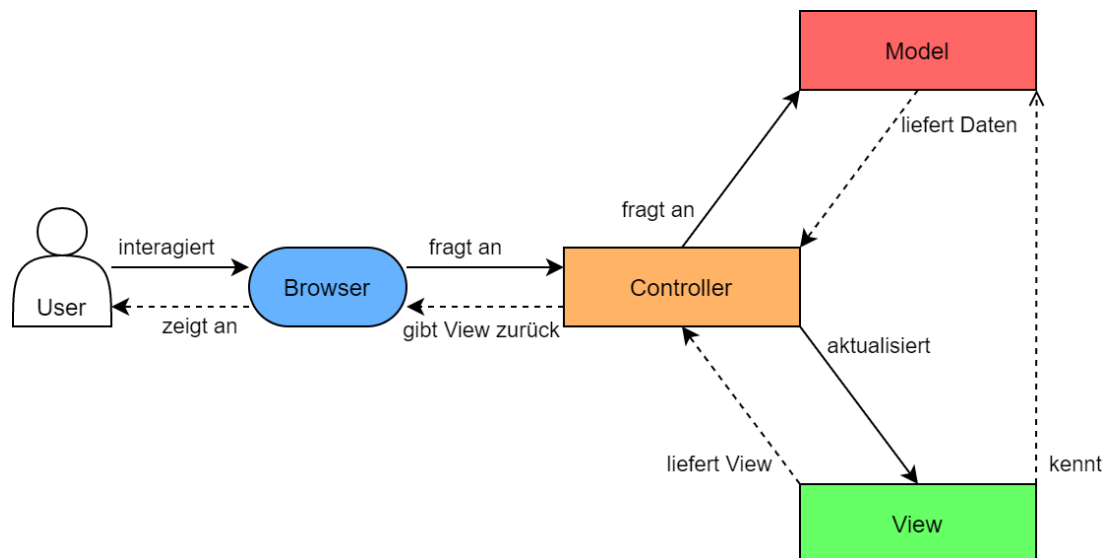 Model
liefert Daten
fragt an
interagiert
fragt an
User
Browser
Controller
zeigt an
gibt View zurück
aktualisiert
liefert View
kennt
View